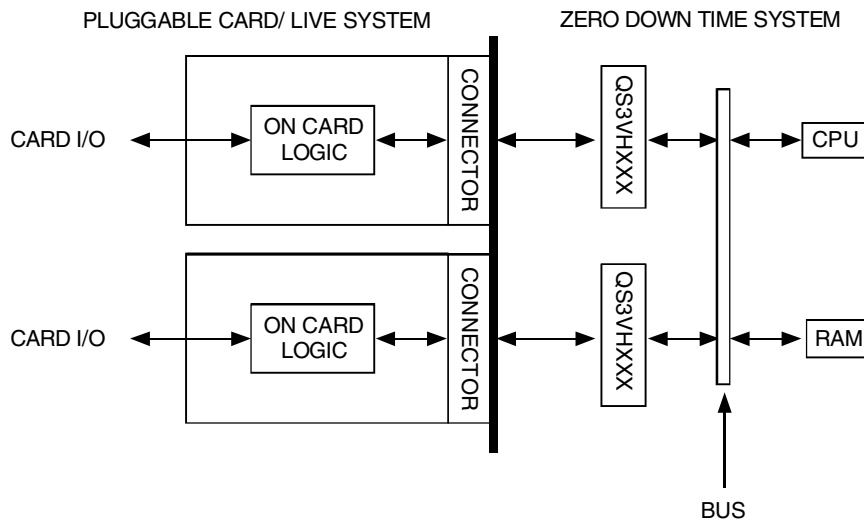 PLUGGABLE CARD/ LIVE SYSTEM
ZERO DOWN TIME SYSTEM
CARD I/O
ON CARD
LOGIC
CONNECTOR
QS3VHXXX
CPU
CARD I/O
ON CARD
LOGIC
CONNECTOR
QS3VHXXX
RAM
BUS